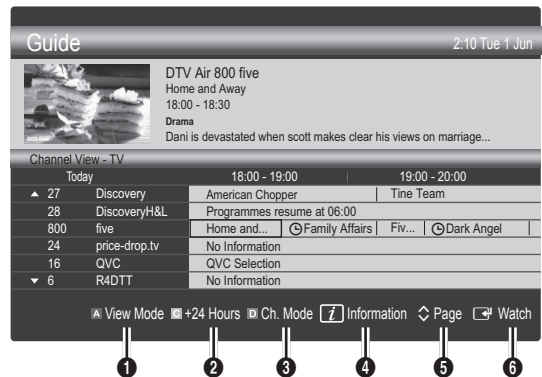 Guide 2:10 Tue 1 Jun
DTV Air 800 five
Home and Away
18:00 - 18:30
Drama
Dani is devastated when scott makes clear his views on marriage...
800 five
Channel View - TV
Today 18:00 - 19:00 19:00 - 20:00
▲ 27 Discovery American Chopper Tine Team
28 DiscoveryH&L Programmes resume at 06:00
800 five Home and... Family Affairs Fiv... Dark Angel
24 price-drop.tv No Information
16 QVC QVC Selection
▼ 6 R4DTT No Information
A View Mode C +24 Hours D Ch. Mode i Information Page Watch
1 2 3 4 5 6